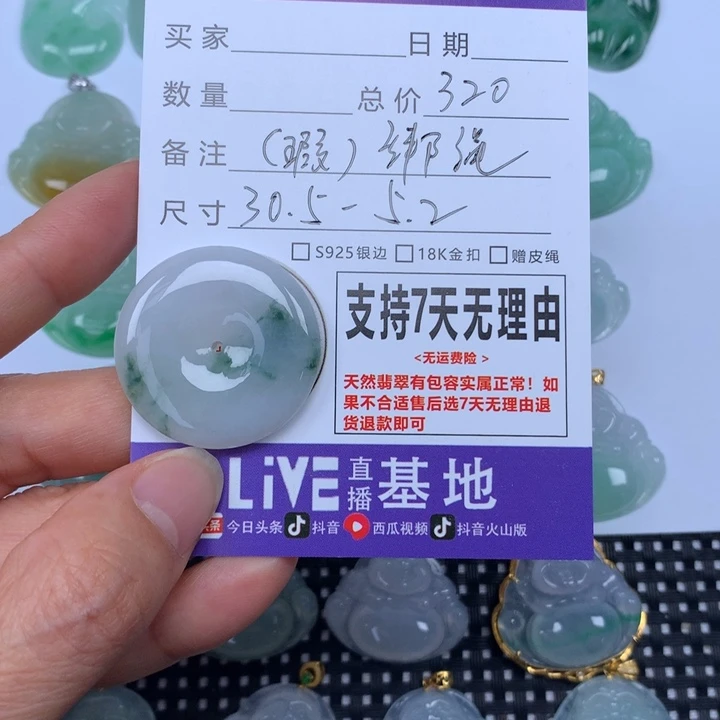 买家 日期
数量 总价 320
备注 (瑕) 绑绳
尺寸 30.5-5.2
□ S925银边 □ 18K金扣 □ 赠皮绳
支持7天无理由
<无运费险>
天然翡翠有包容实属正常!如
果不合适售后选7天无理由退
货退款即可
LiVE 直播 基地
头条 今日头条 抖音 西瓜视频 抖音火山版